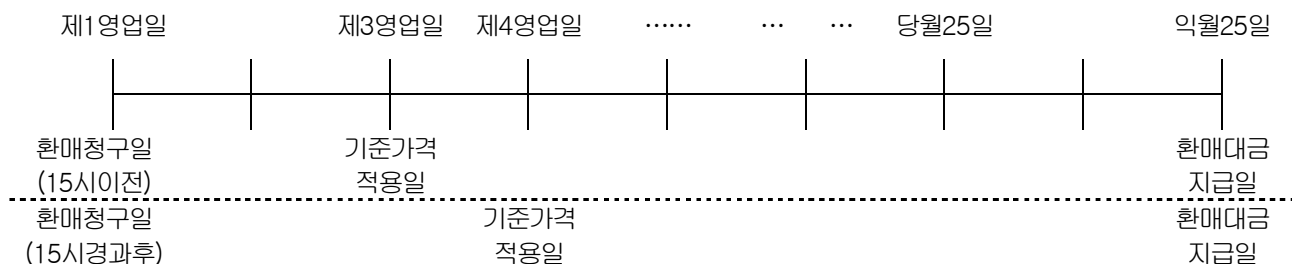 제1영업일 제3영업일 제4영업일 …… … … 당월25일 익월25일
환매청구일 기준가격 환매대금
(15시이전) 적용일 지급일
환매청구일 기준가격 환매대금
(15시경과후) 적용일 지급일